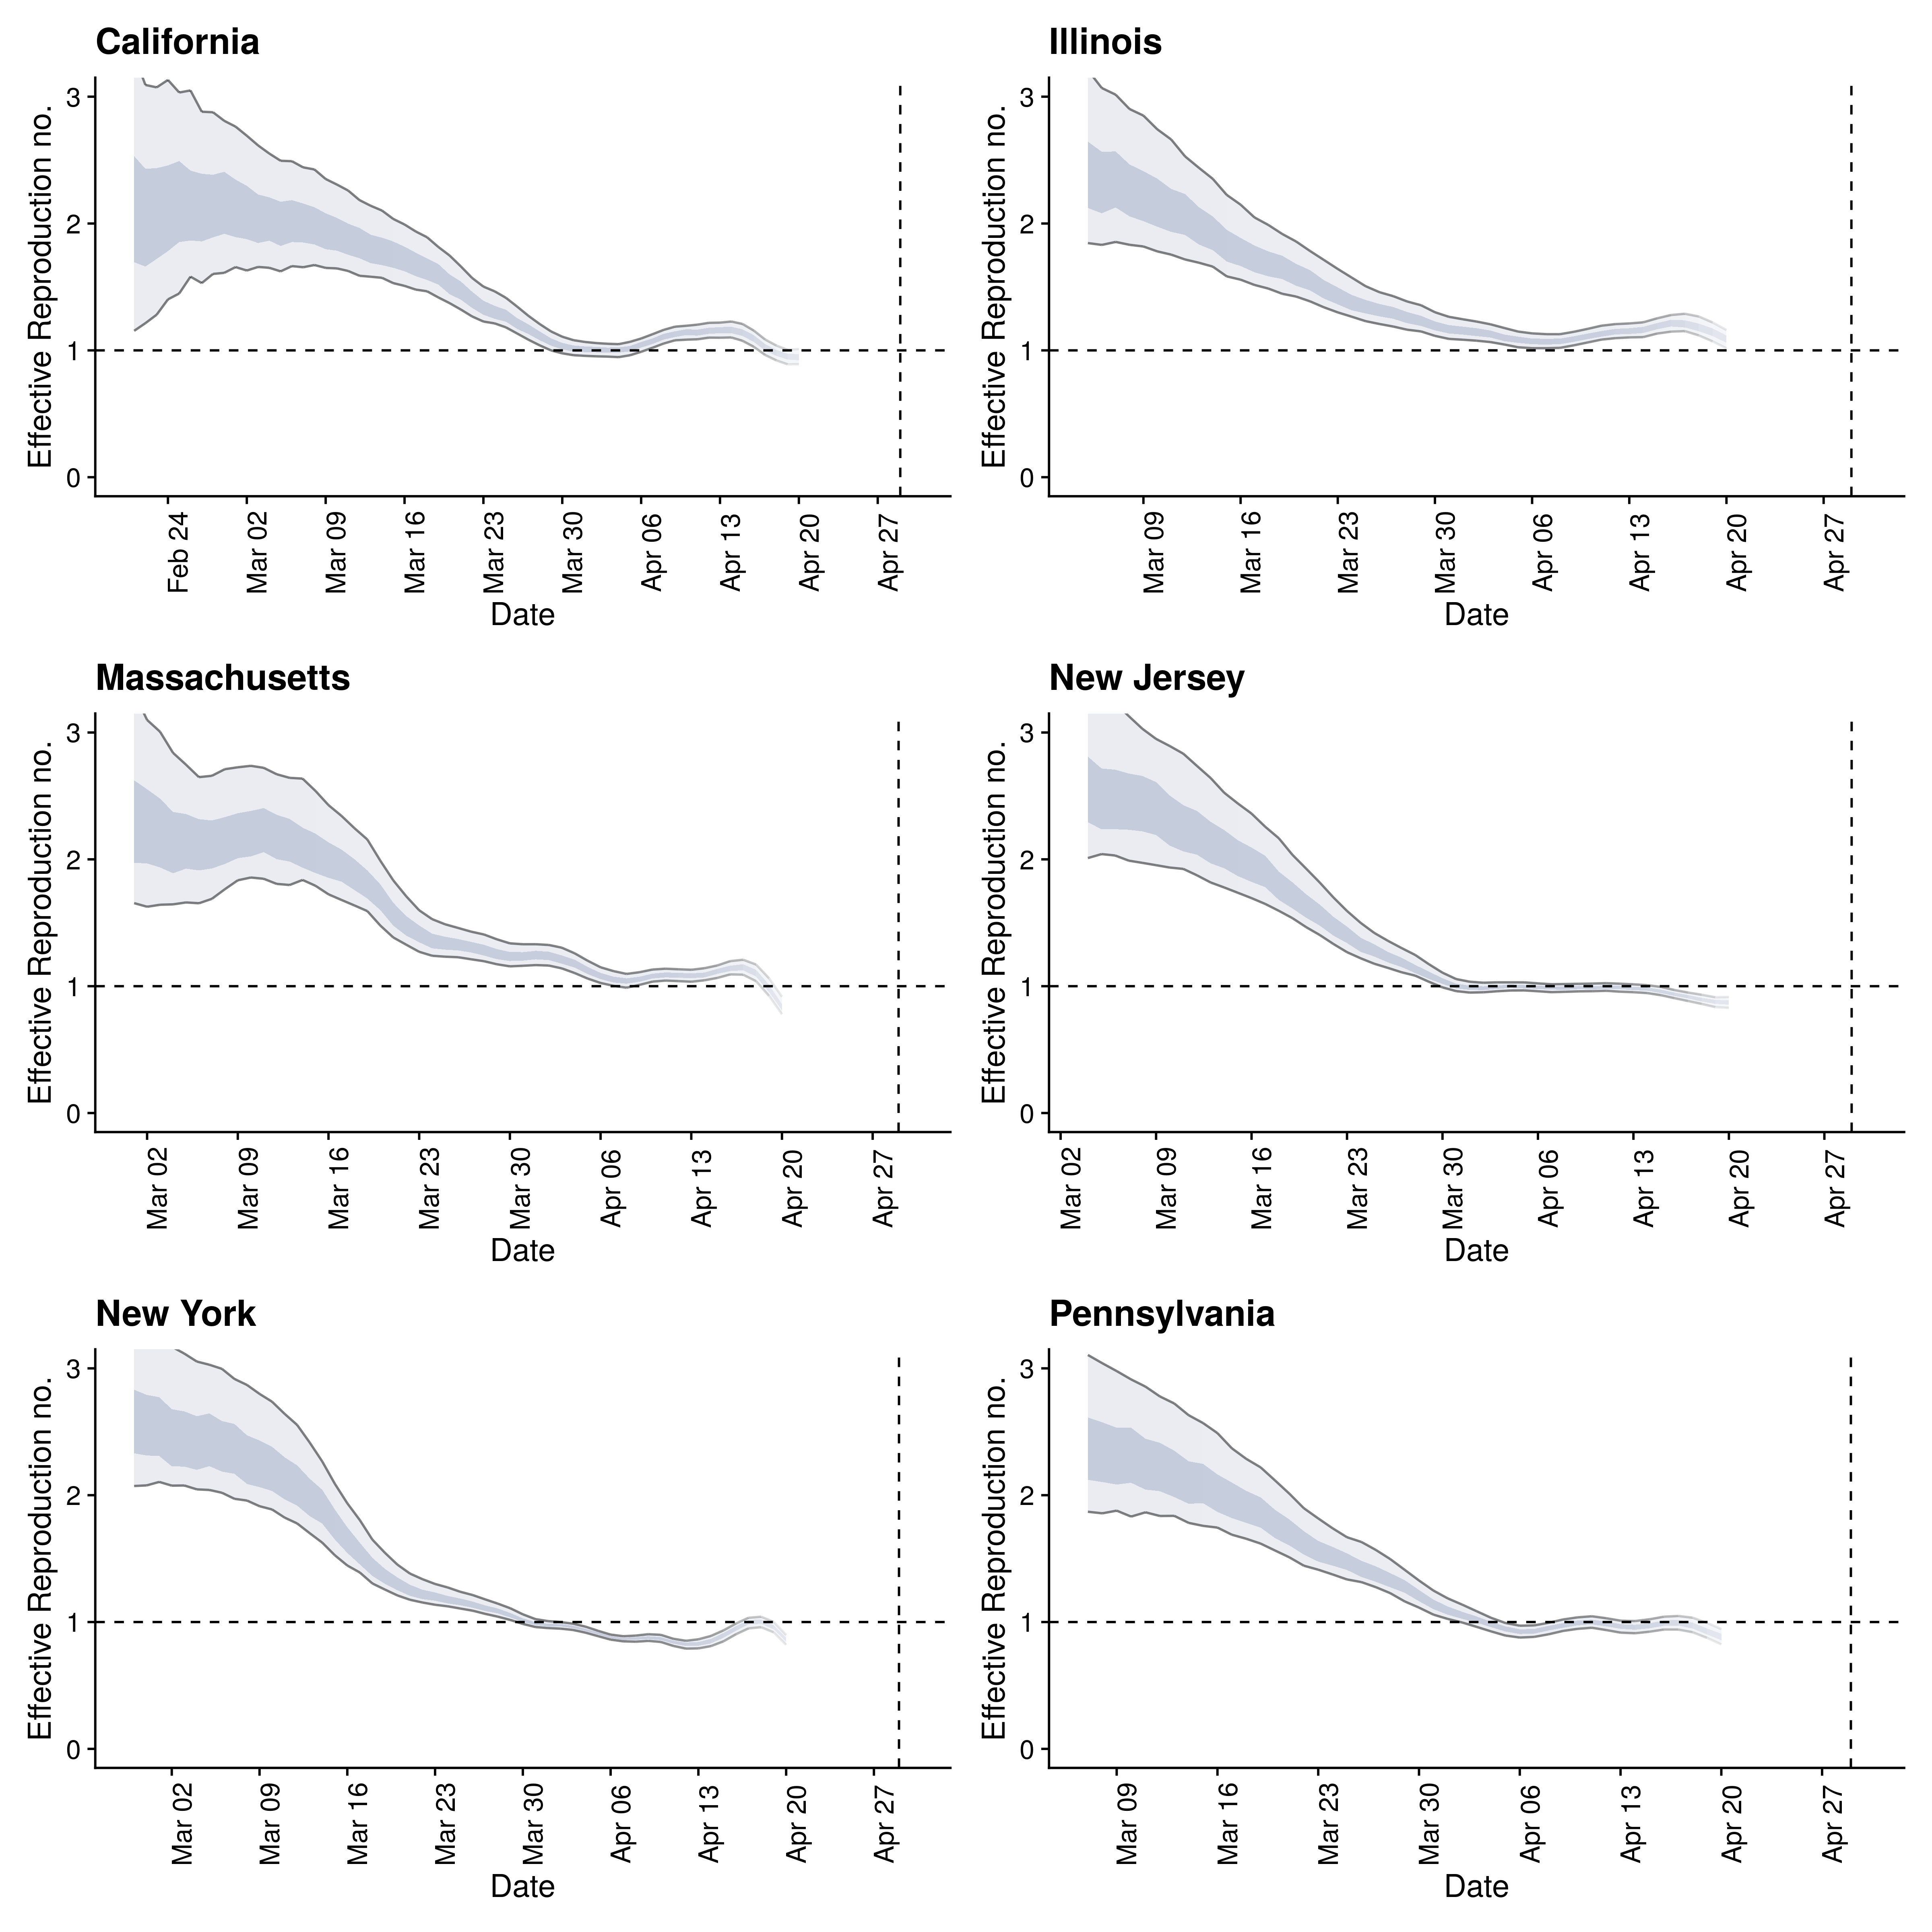 California
Effective Reproduction no.
3
2
1
0
Feb 24
Mar 02
Mar 09
Mar 16
Mar 23
Mar 30
Apr 06
Apr 13
Apr 20
Apr 27
Date
Illinois
Effective Reproduction no.
3
2
1
0
Mar 09
Mar 16
Mar 23
Mar 30
Apr 06
Apr 13
Apr 20
Apr 27
Date
Massachusetts
Effective Reproduction no.
3
2
1
0
Mar 02
Mar 09
Mar 16
Mar 23
Mar 30
Apr 06
Apr 13
Apr 20
Apr 27
Date
New Jersey
Effective Reproduction no.
3
2
1
0
Mar 02
Mar 09
Mar 16
Mar 23
Mar 30
Apr 06
Apr 13
Apr 20
Apr 27
Date
New York
Effective Reproduction no.
3
2
1
0
Mar 02
Mar 09
Mar 16
Mar 23
Mar 30
Apr 06
Apr 13
Apr 20
Apr 27
Date
Pennsylvania
Effective Reproduction no.
3
2
1
0
Mar 09
Mar 16
Mar 23
Mar 30
Apr 06
Apr 13
Apr 20
Apr 27
Date